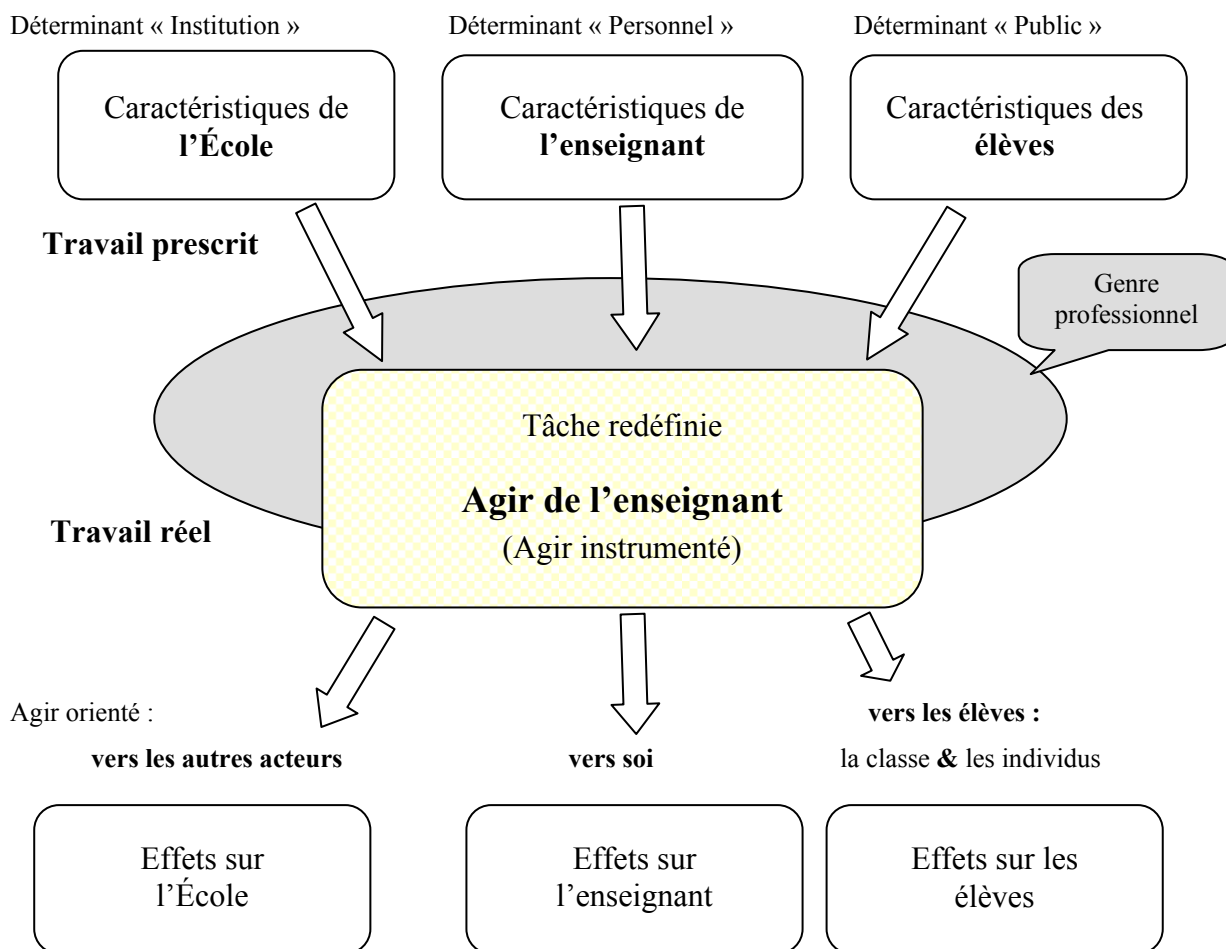 Déterminant « Institution »
Déterminant « Personnel »
Déterminant « Public »
Caractéristiques de
l’École
Caractéristiques de
l’enseignant
Caractéristiques des
élèves
Travail prescrit
Genre
professionnel
Tâche redéfinie
Agir de l’enseignant
(Agir instrumenté)
Travail réel
Agir orienté :
vers les autres acteurs
vers soi
vers les élèves :
la classe & les individus
Effets sur
l’École
Effets sur
l’enseignant
Effets sur les
élèves